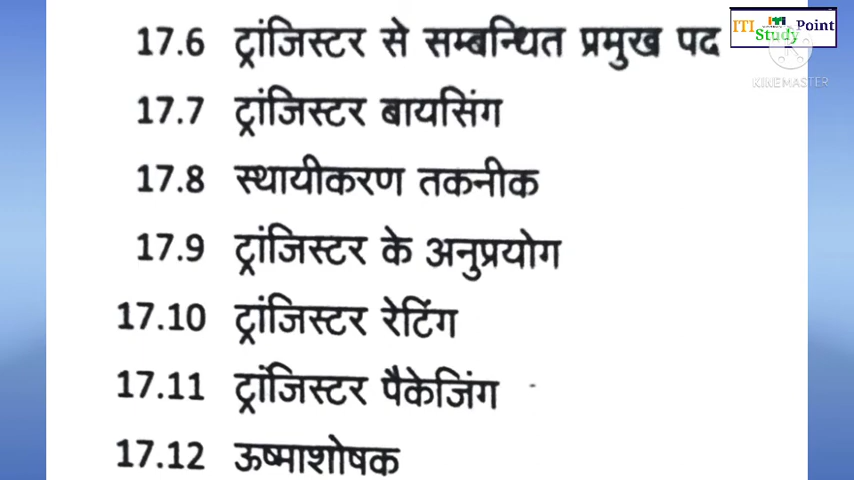 17.6 ट्रांजिस्टर से सम्बन्धित प्रमुख पद
ITI Point
Study
KINEMASTER
17.7 ट्रांजिस्टर बायसिंग
17.8 स्थायीकरण तकनीक
17.9 ट्रांजिस्टर के अनुप्रयोग
17.10 ट्रांजिस्टर रेटिंग
17.11 ट्रांजिस्टर पैकेजिंग
17.12 ऊष्माशोषक